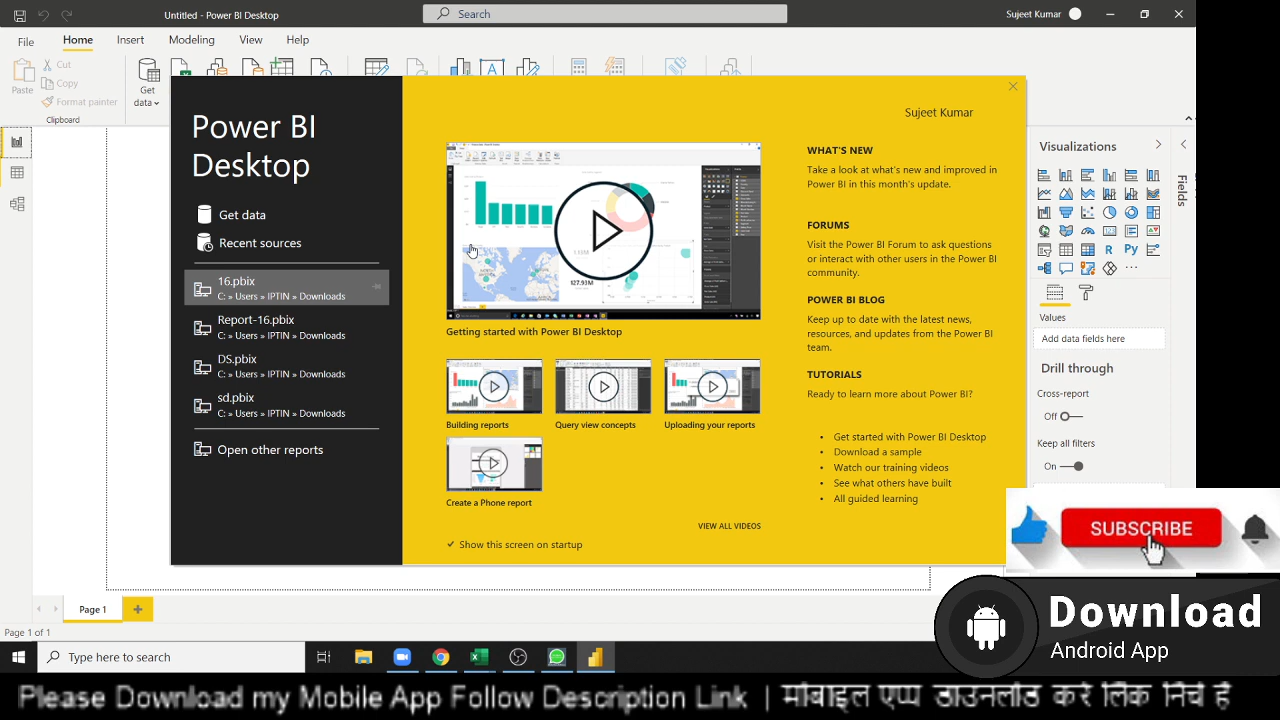 Untitled - Power BI Desktop
Search
Sujeet Kumar
File
Home
Insert
Modeling
View
Help
Paste
Cut
Copy
Format painter
Clipboard
Get
data
Power BI
Desktop
Get data
Recent sources
16.pbix
C: » Users » IPTIN » Downloads
Report-16.pbix
C: » Users » IPTIN » Downloads
DS.pbix
C: » Users » IPTIN » Downloads
sd.pbix
C: » Users » IPTIN » Downloads
Open other reports
Sujeet Kumar
127.93M
Getting started with Power BI Desktop
Building reports
Query view concepts
Uploading your reports
Create a Phone report
VIEW ALL VIDEOS
Show this screen on startup
WHAT'S NEW
Take a look at what's new and improved in
Power BI in this month's update.
FORUMS
Visit the Power BI Forum to ask questions
or interact with other users in the Power BI
community.
POWER BI BLOG
Keep up to date with the latest news,
resources, and updates from the Power BI
team.
TUTORIALS
Ready to learn more about Power BI?
• Get started with Power BI Desktop
• Download a sample
• Watch our training videos
• See what others have built
• All guided learning
Visualizations
Fields
R
Py
Values
Add data fields here
Drill through
Cross-report
Off
Keep all filters
On
SUBSCRIBE
Download
Android App
Page 1
Page 1 of 1
Type here to search
Please Download my Mobile App Follow Description Link | मोबाइल एप्प डाउनलोड करे लिंक निचे है